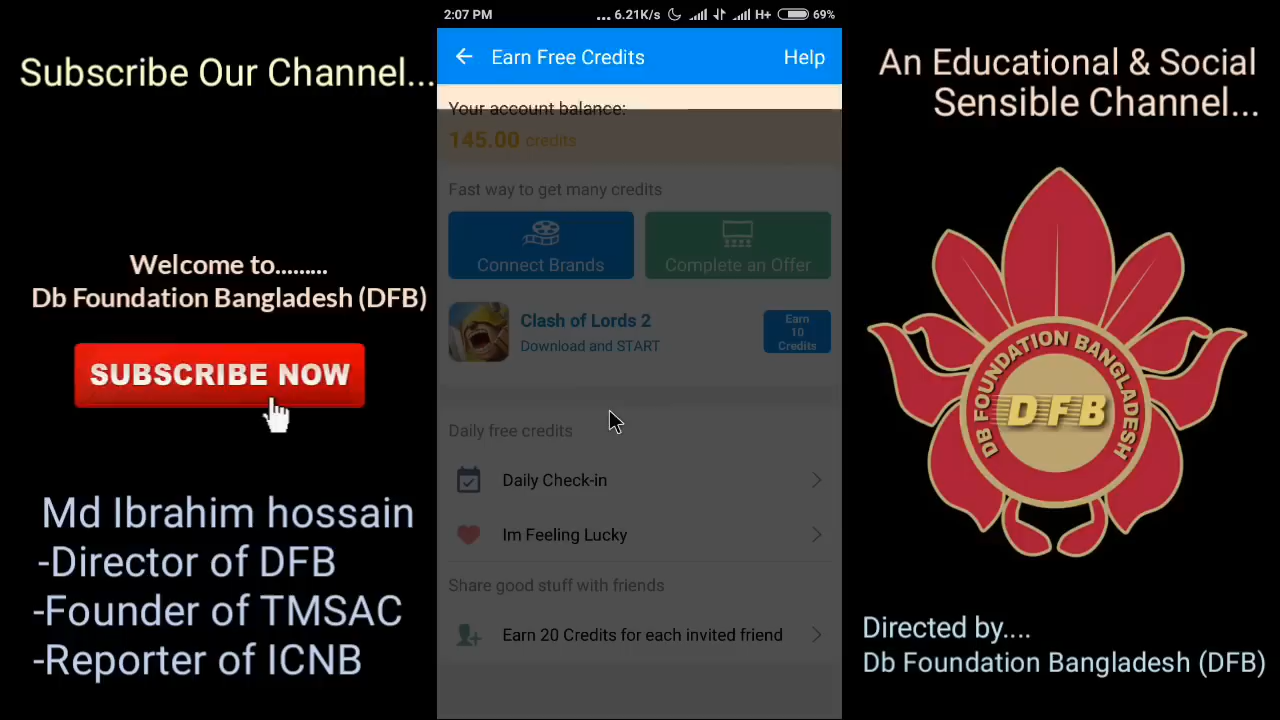 Subscribe Our Channel...
Welcome to.........
Db Foundation Bangladesh (DFB)
SUBSCRIBE NOW
Md Ibrahim hossain
-Director of DFB
-Founder of TMSAC
-Reporter of ICNB
2:07 PM ... 6.21K/s H+ 69%
Earn Free Credits Help
Your account balance:
145.00 credits
Fast way to get many credits
Connect Brands Complete an Offer
Clash of Lords 2
Download and START
Earn
10
Credits
Daily free credits
Daily Check-in
Im Feeling Lucky
Share good stuff with friends
Earn 20 Credits for each invited friend
An Educational & Social
Sensible Channel...
DB FOUNDATION BANGLADESH
DFB
Directed by....
Db Foundation Bangladesh (DFB)